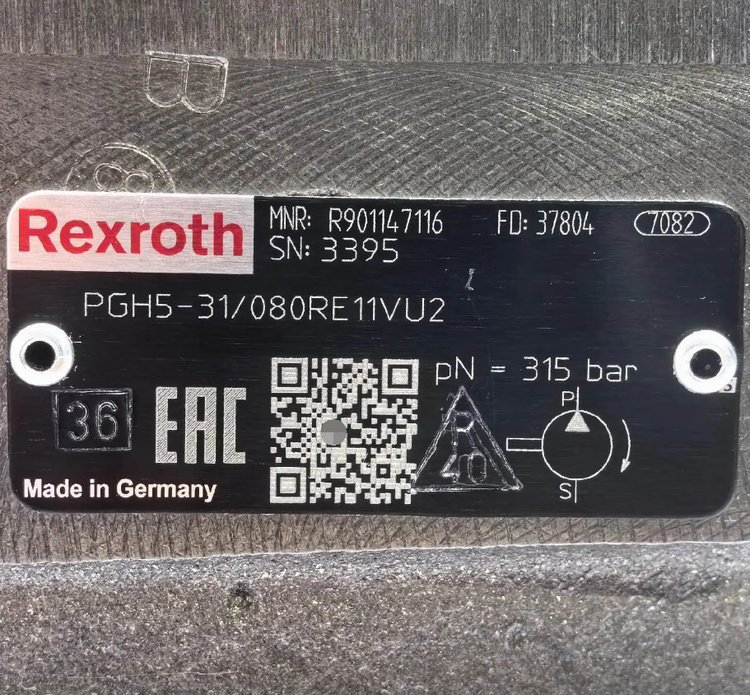 B
8
Rexroth
MNR: R901147116 FD: 37804 7082
SN: 3395
PGH5-31/080RE11VU2
pN = 315 bar
P
36 EAC
S
Made in Germany